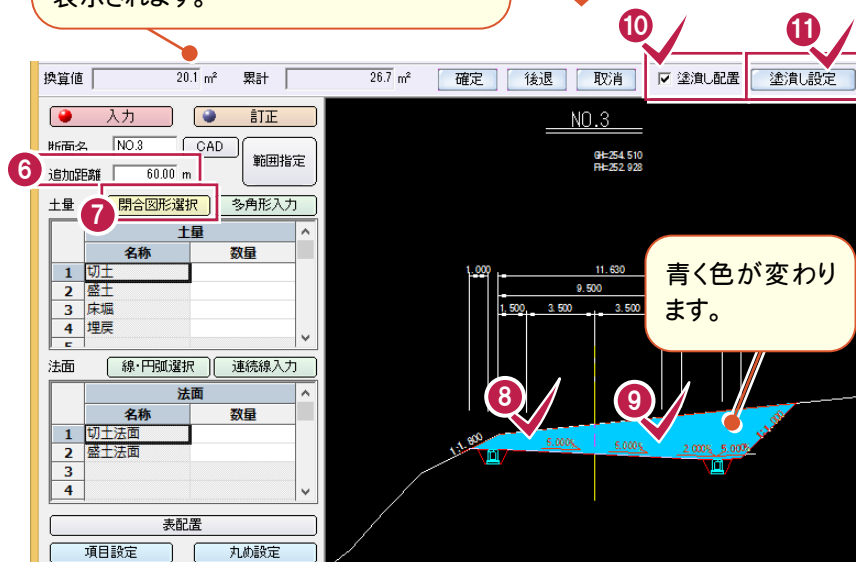 表示されます。
⑩
⑪
換算値 20.1 m² 累計 26.7 m² 確定 後退 取消 塗潰し配置 塗潰し設定
入力 訂正
断面名 NO.3 CAD 範囲指定
⑥
追加距離 60.00 m
⑦
土量 閉合図形選択 多角形入力
土量
名称 数量
1 切土
2 盛土
3 床堀
4 埋戻
5
法面 線・円弧選択 連続線入力
法面
名称 数量
1 切土法面
2 盛土法面
3
4
表配置
項目設定 丸め設定
NO.3
GH=254.510
FH=252.928
1.000 11.630
9.500
1.500 3.500 3.500
青く色が変わり
ます。
⑧
⑨
1:1.800 5.000% 5.000% 2.000% 5.000%